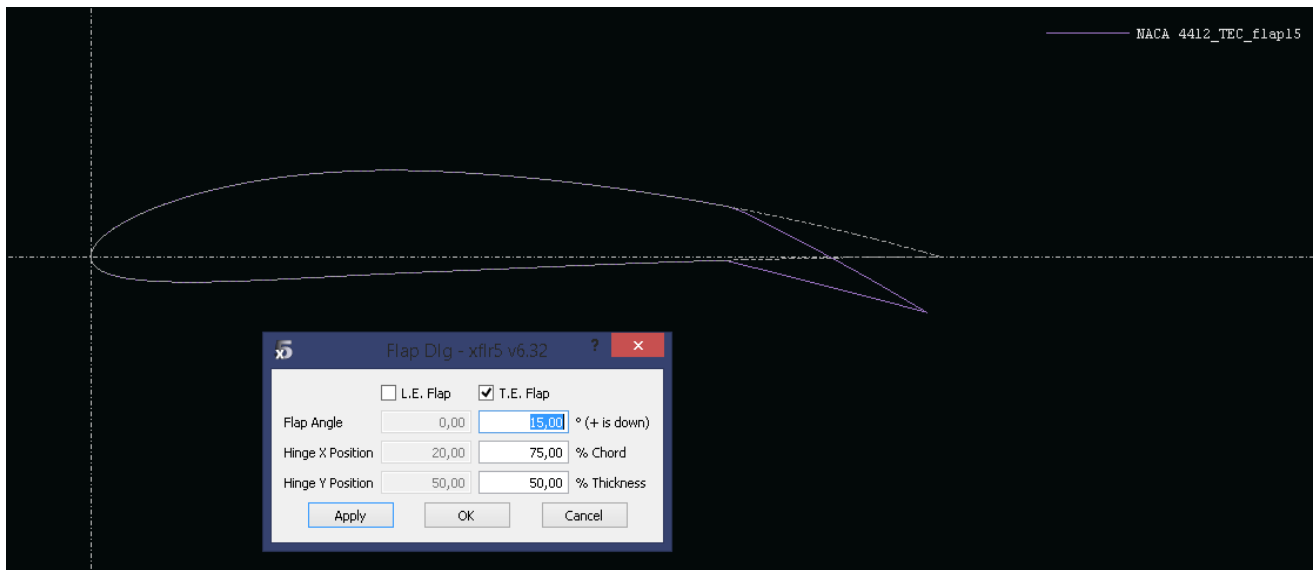 NACA 4412_TEC_flap15
x5
Flap Dlg - xflr5 v6.32 ? ×
L.E. Flap T.E. Flap
Flap Angle 0,00 15,00 ° (+ is down)
Hinge X Position 20,00 75,00 % Chord
Hinge Y Position 50,00 50,00 % Thickness
Apply OK Cancel